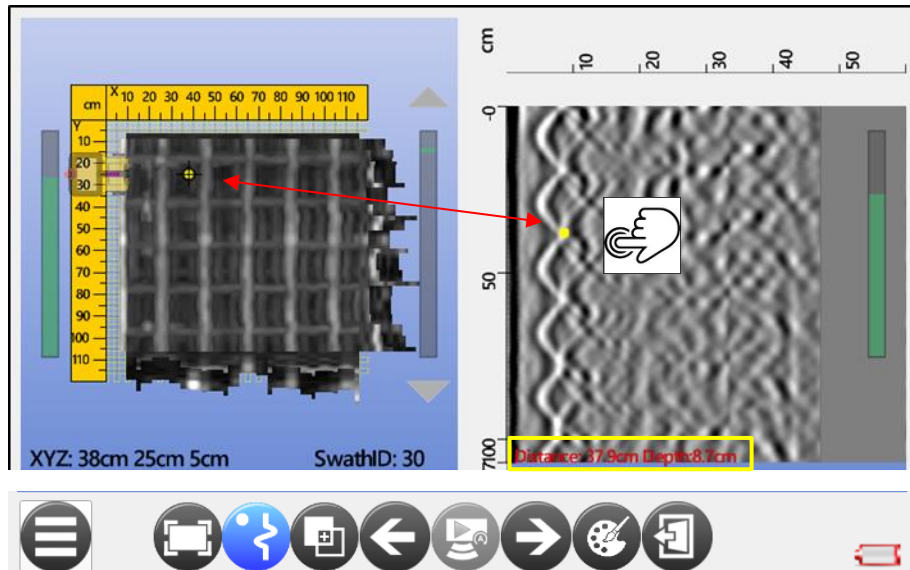 cm
X 10 20 30 40 50 60 70 80 90 100 110
Y
10
20
30
40
50
60
70
80
90
100
110
XYZ: 38cm 25cm 5cm
SwathID: 30
cm
10 20 30 40 50
0
50
100
Distance: 37.9cm Depth:8.7cm